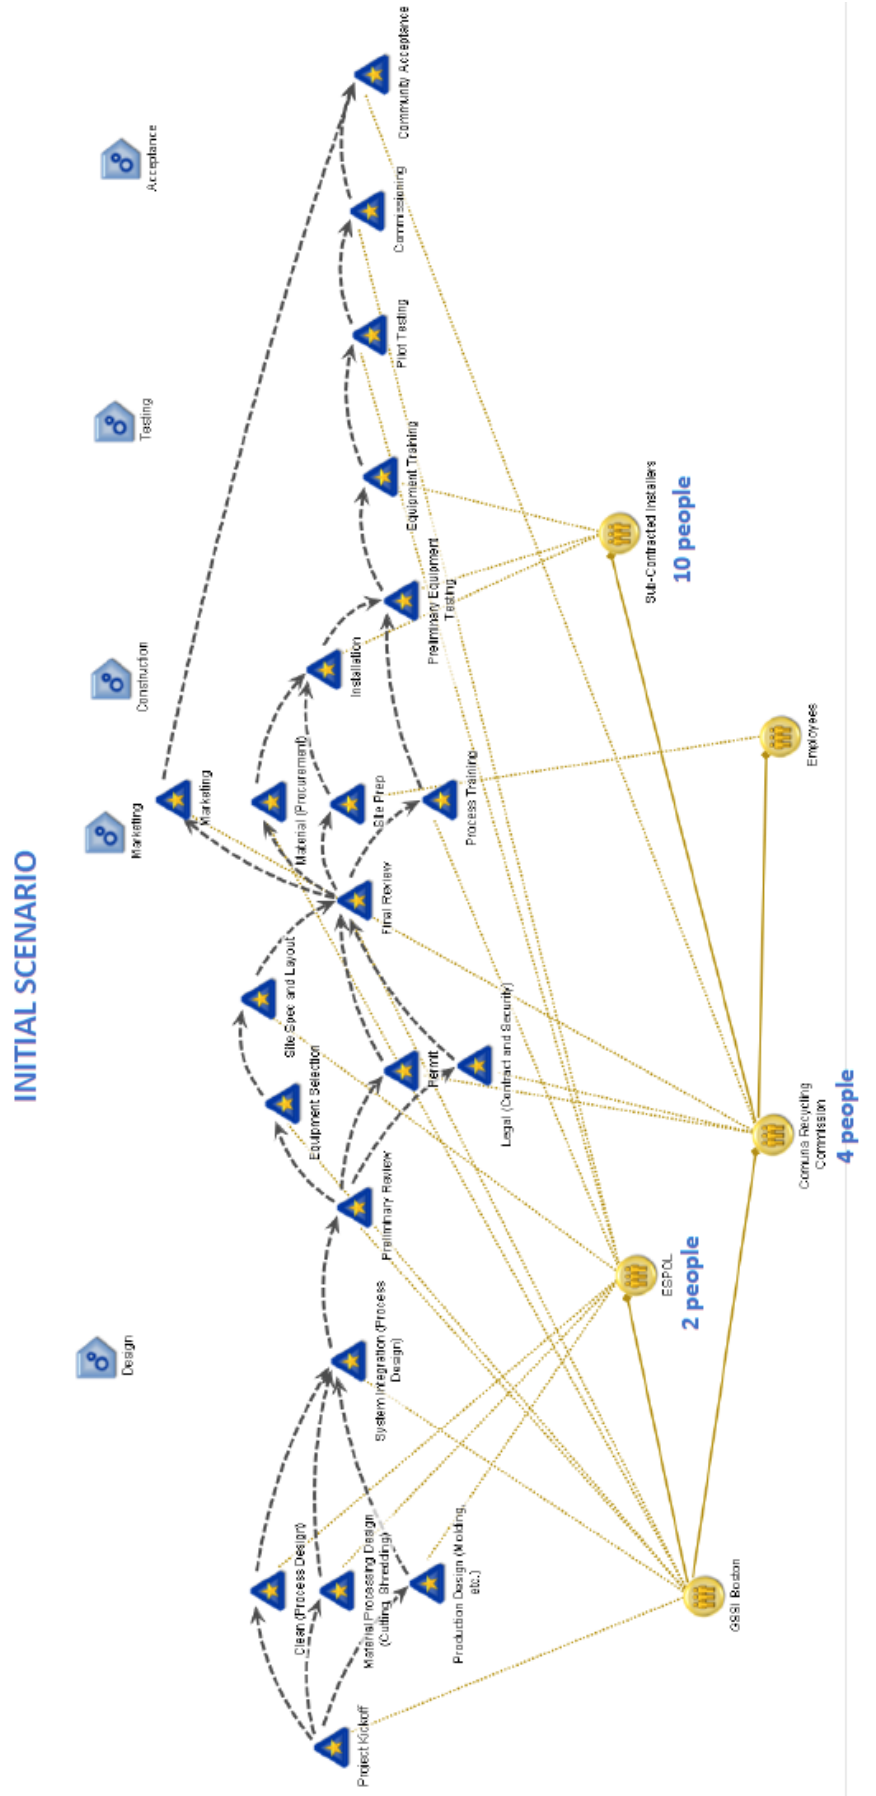 INITIAL SCENARIO
Design
Marketing
Construction
Testing
Acceptance
Project Kickoff
Clean (Process Design)
Material Processing Design
(Cutting, Shredding)
Production Design (Molding,
etc.)
System Integration (Process
Design)
Preliminary Review
Equipment Selection
Site Spec and Layout
Permit
Legal (Contract and Security)
Final Review
Marketing
Material (Procurement)
Site Prep
Process Training
Installation
Preliminary Equipment
Testing
Equipment Training
Pilot Testing
Commissioning
Community Acceptance
GSSI Boston
ESPOL
2 people
Comuna Recycling
Commission
4 people
Employees
Sub-Contracted Installers
10 people